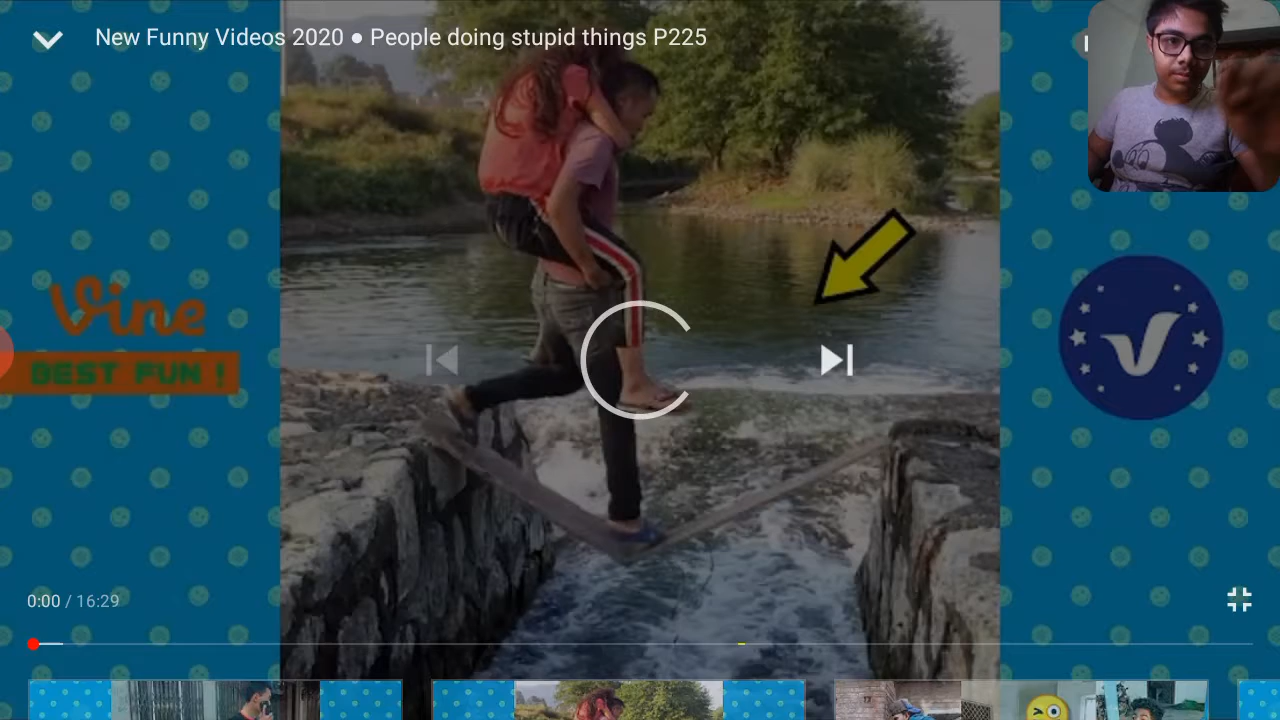 New Funny Videos 2020 ● People doing stupid things P225
Vine
BEST FUN !
0:00 / 16:29